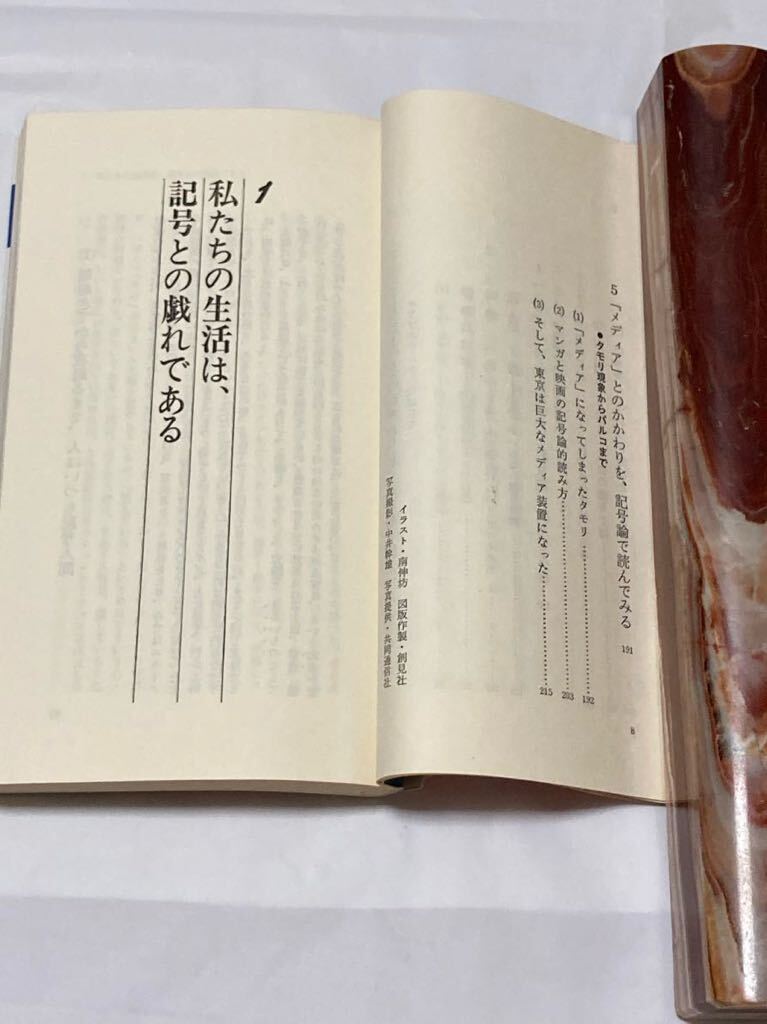 5 「メディア」とのかかわりを、記号論で読んでみる 191
●タモリ現象からパルコまで
(1) 「メディア」になってしまったタモリ……192
(2) マンガと映画の記号論的読み方……203
(3) そして、東京は巨大なメディア装置になった……215
イラスト・南伸坊 図版作製・創見社
写真撮影・中井幹雄 写真提供・共同通信社
8
1
私たちの生活は、
記号との戯れである